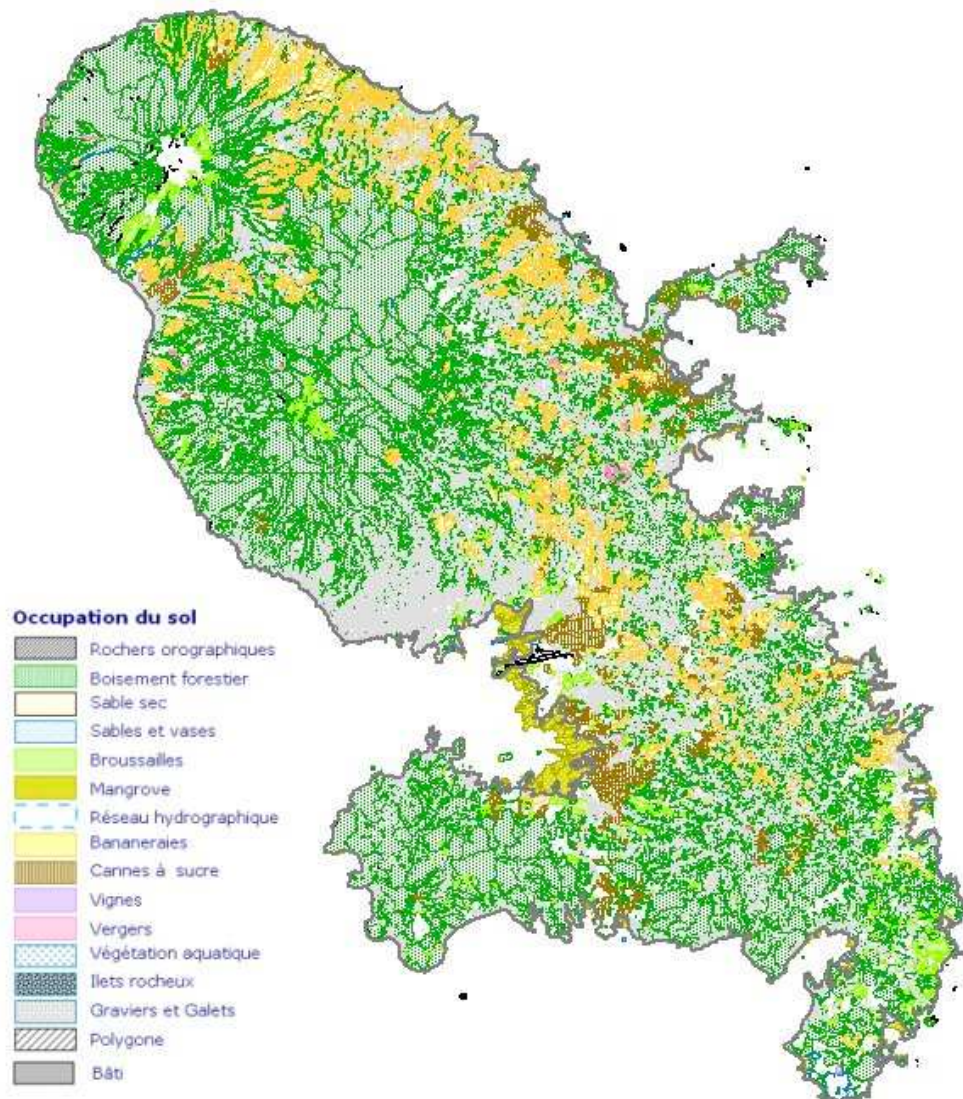 Occupation du sol
Rochers orographiques
Boisement forestier
Sable sec
Sables et vases
Broussailles
Mangrove
Réseau hydrographique
Bananeraies
Cannes à sucre
Vignes
Vergers
Végétation aquatique
Ilets rocheux
Graviers et Galets
Polygone
Bâti